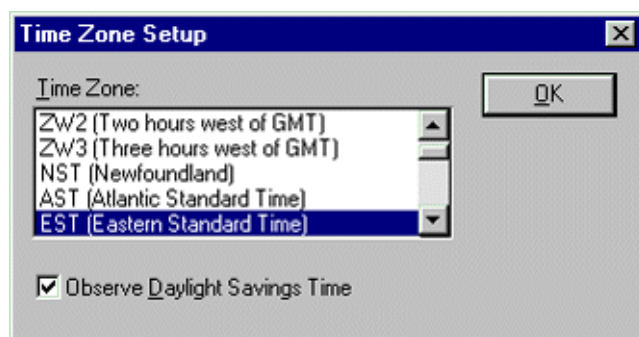 Time Zone Setup
Time Zone:
OK
ZW2 (Two hours west of GMT)
ZW3 (Three hours west of GMT)
NST (Newfoundland)
AST (Atlantic Standard Time)
EST (Eastern Standard Time)
Observe Daylight Savings Time